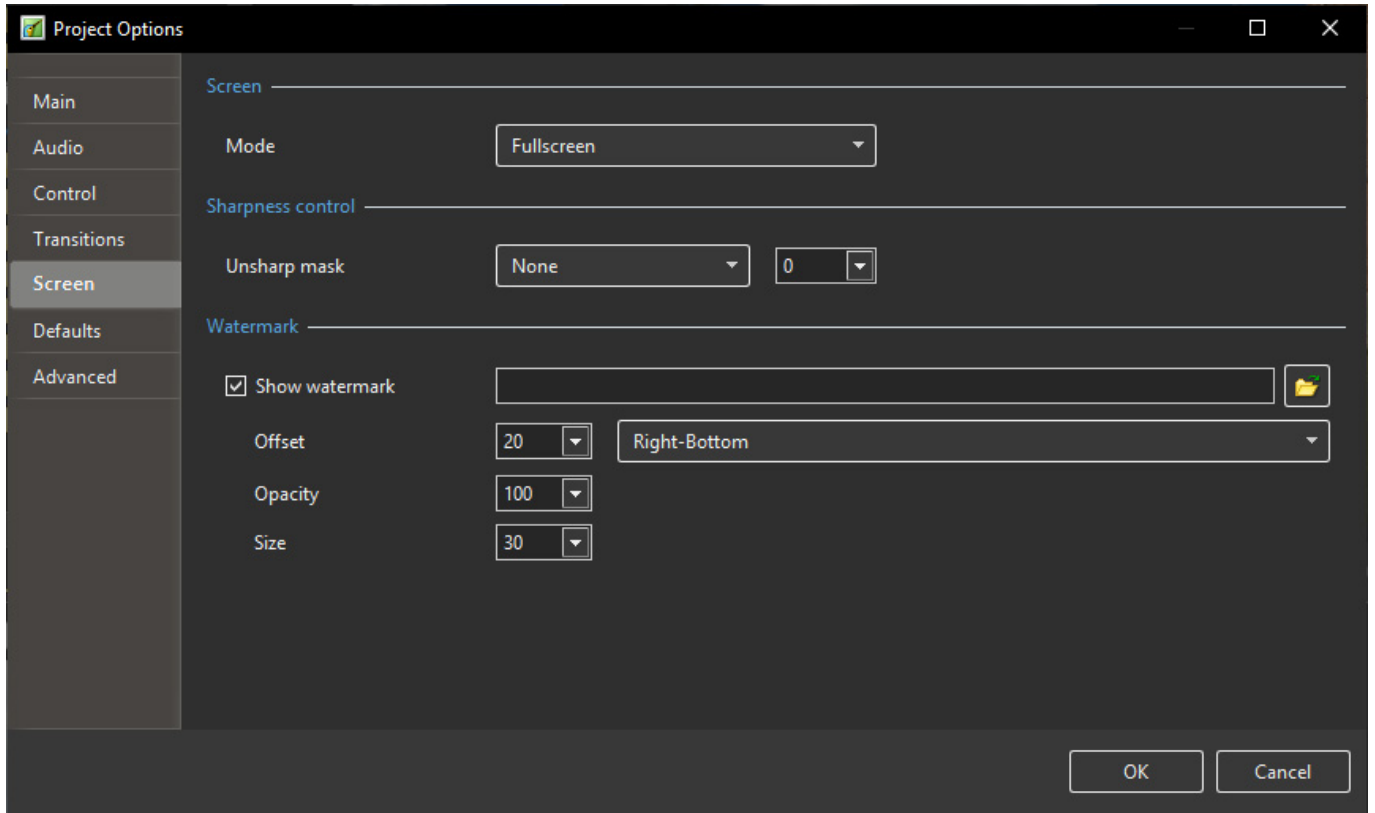 Project Options
Main
Audio
Control
Transitions
Screen
Defaults
Advanced
Screen
Mode Fullscreen
Sharpness control
Unsharp mask None 0
Watermark
Show watermark
Offset 20 Right-Bottom
Opacity 100
Size 30
OK Cancel